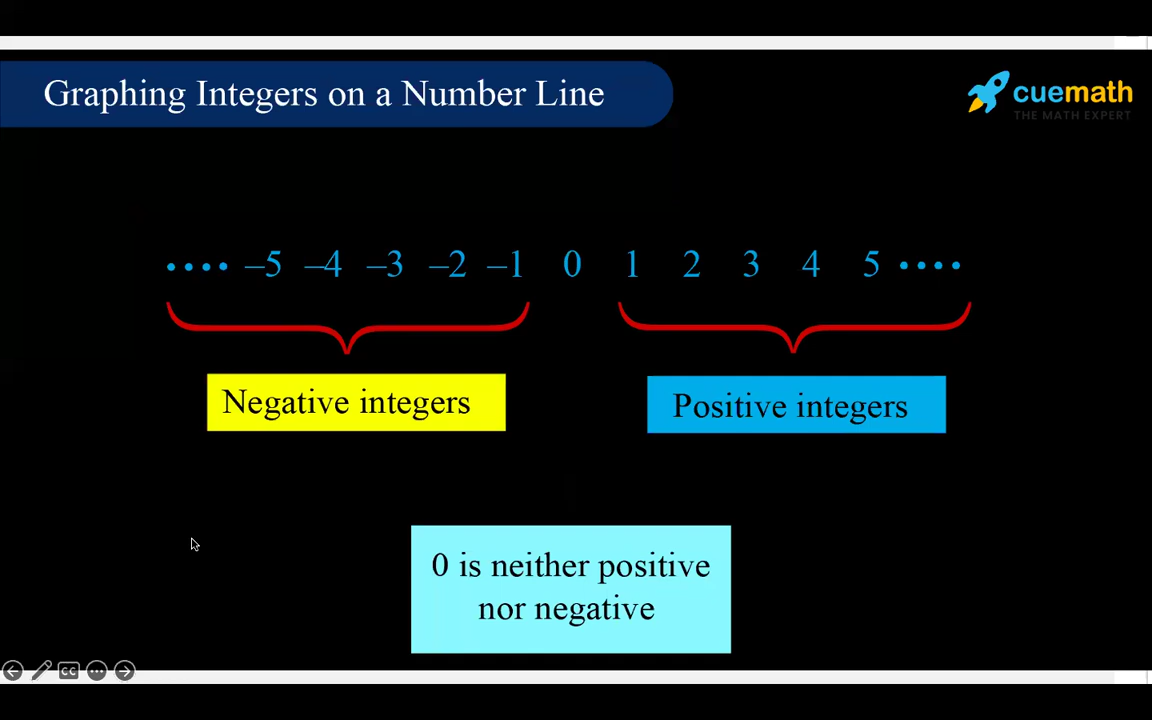 Graphing Integers on a Number Line
cuemath
THE MATH EXPERT
•••• –5 –4 –3 –2 –1 0 1 2 3 4 5 ••••
Negative integers
Positive integers
0 is neither positive
nor negative
CC